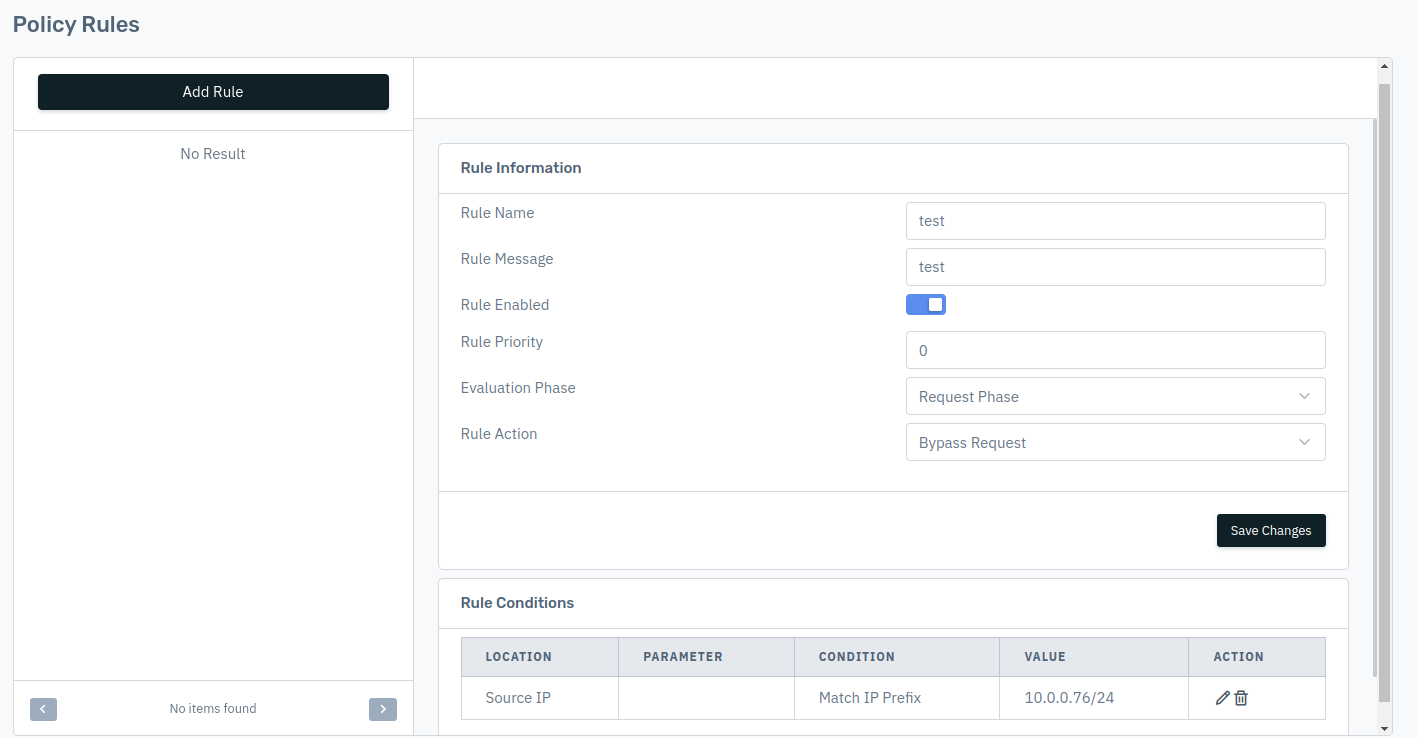 Policy Rules
Add Rule
No Result
No items found
Rule Information
Rule Name
test
Rule Message
test
Rule Enabled
Rule Priority
0
Evaluation Phase
Request Phase
Rule Action
Bypass Request
Save Changes
Rule Conditions
LOCATION PARAMETER CONDITION VALUE ACTION
Source IP Match IP Prefix 10.0.0.76/24